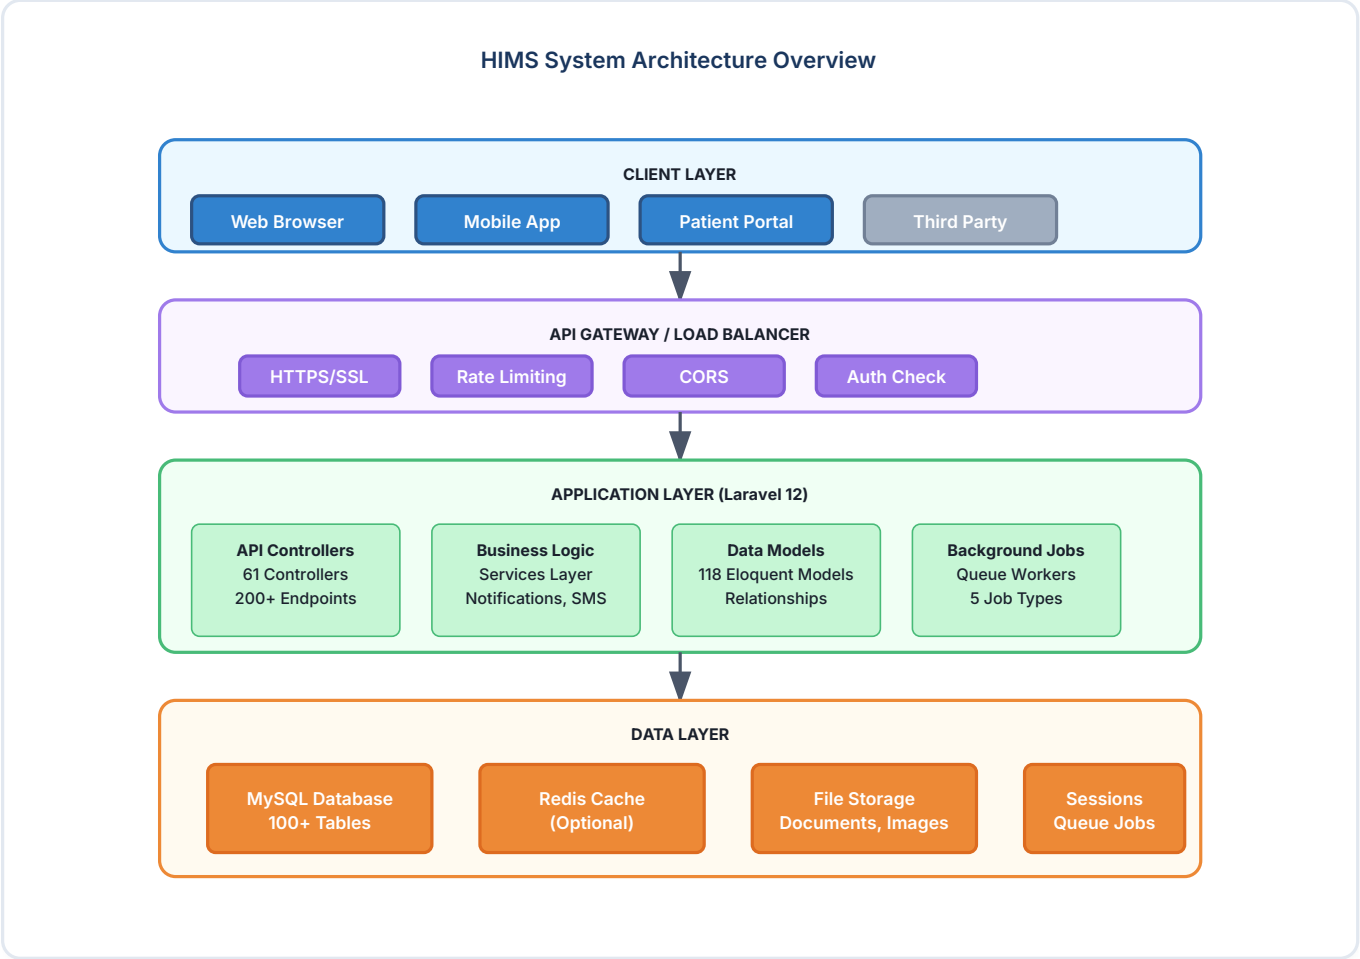 HIMS System Architecture Overview
CLIENT LAYER
Web Browser
Mobile App
Patient Portal
Third Party
API GATEWAY / LOAD BALANCER
HTTPS/SSL
Rate Limiting
CORS
Auth Check
APPLICATION LAYER (Laravel 12)
API Controllers
61 Controllers
200+ Endpoints
Business Logic
Services Layer
Notifications, SMS
Data Models
118 Eloquent Models
Relationships
Background Jobs
Queue Workers
5 Job Types
DATA LAYER
MySQL Database
100+ Tables
Redis Cache
(Optional)
File Storage
Documents, Images
Sessions
Queue Jobs